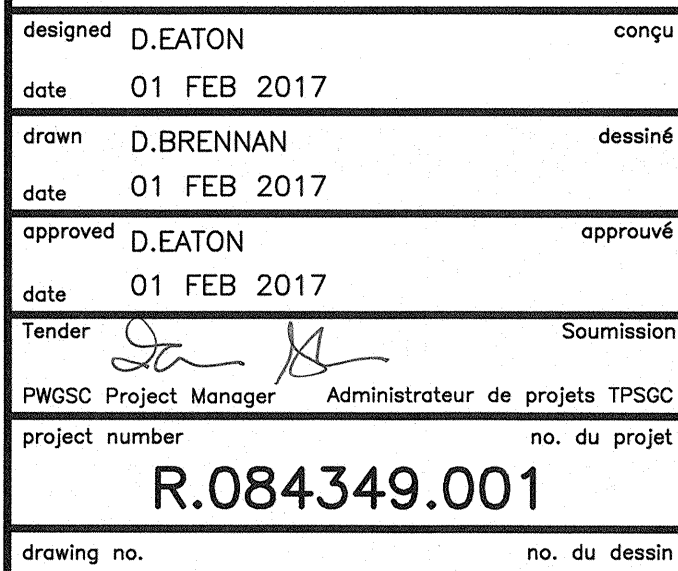 designed D.EATON conçu
date 01 FEB 2017
drawn D.BRENNAN dessiné
date 01 FEB 2017
approved D.EATON approuvé
date 01 FEB 2017
Tender Soumission
PWGSC Project Manager Administrateur de projets TPSGC
project number no. du projet
R.084349.001
drawing no. no. du dessin